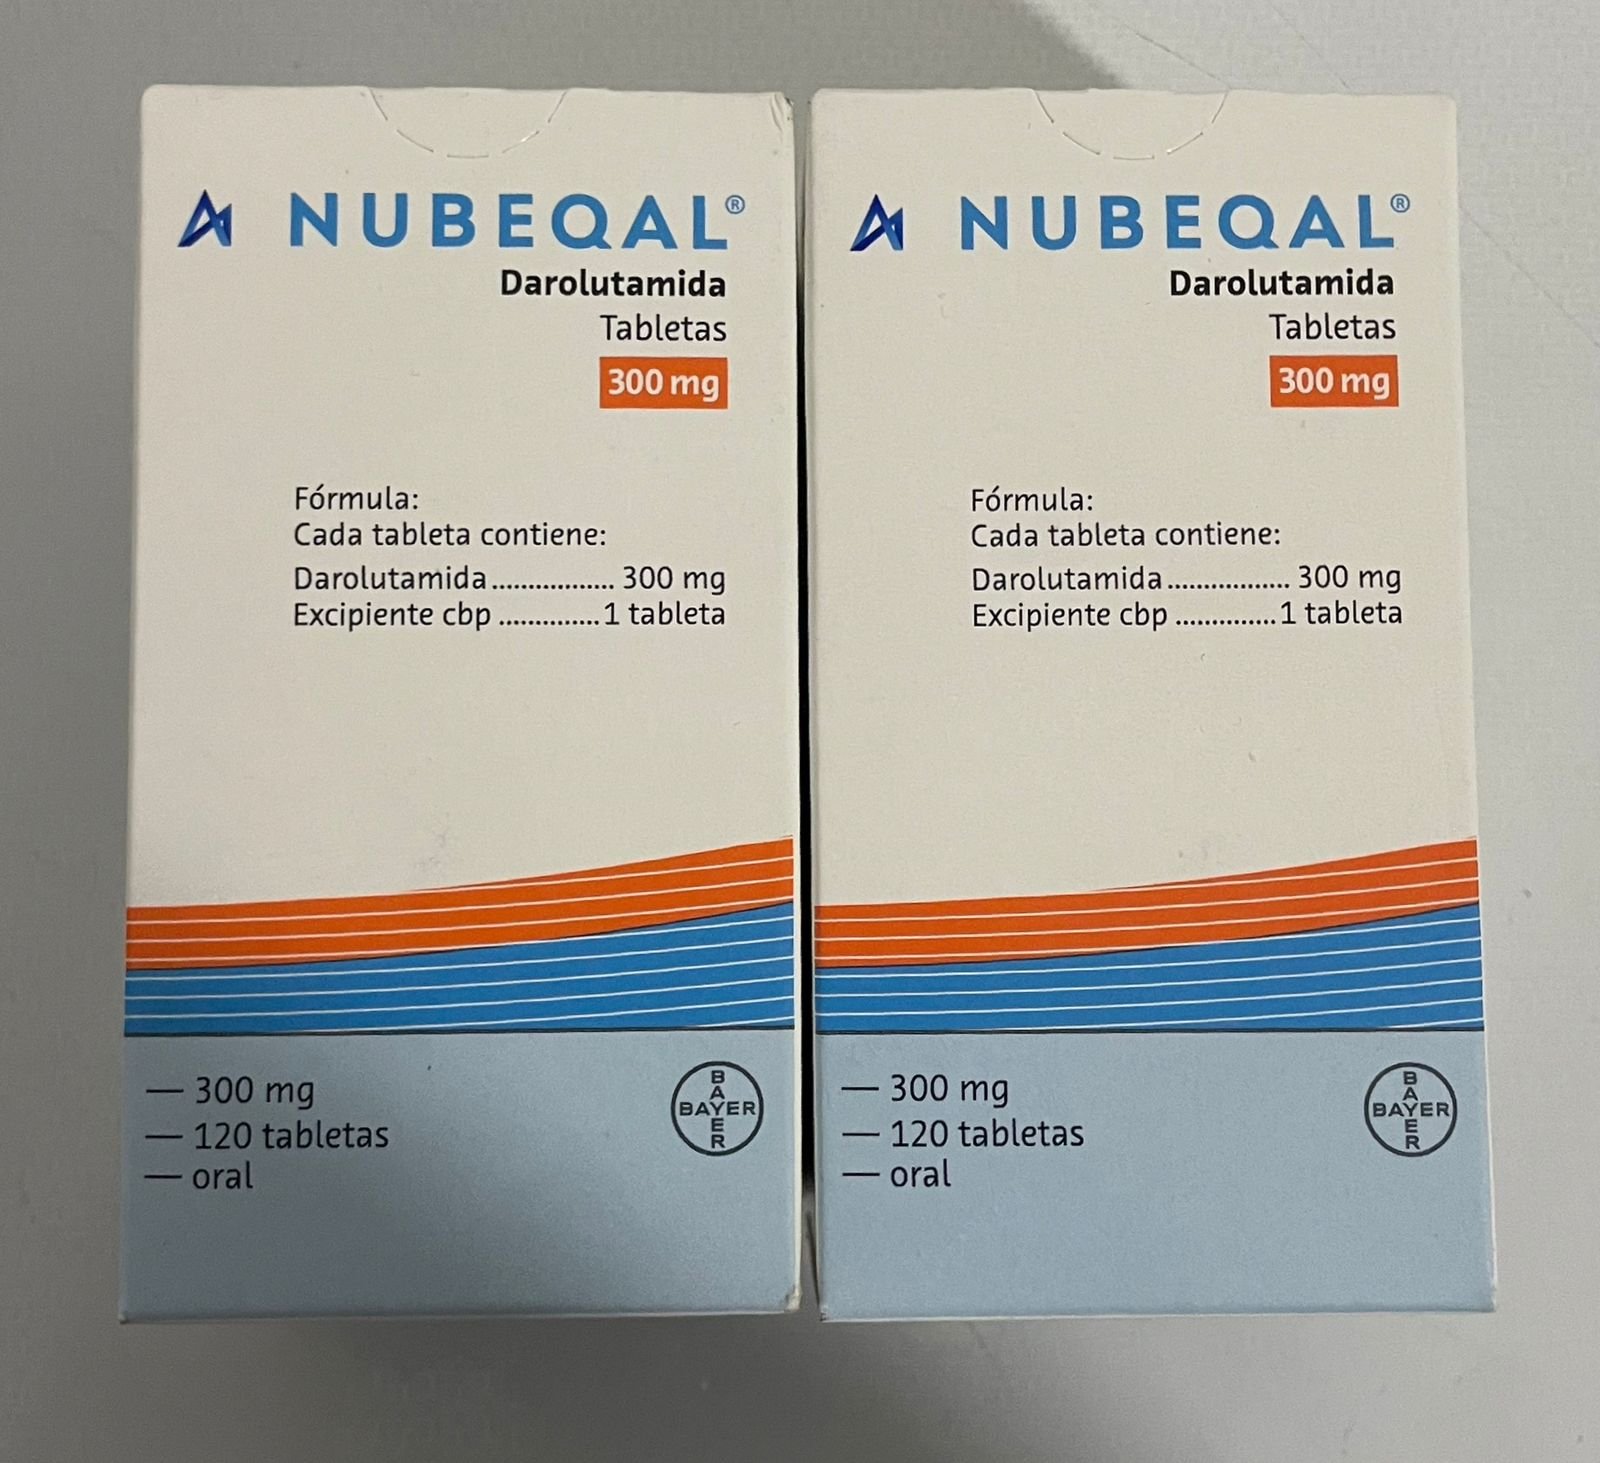 NUBEQAL®
Darolutamida
Tabletas
300 mg
Fórmula:
Cada tableta contiene:
Darolutamida................. 300 mg
Excipiente cbp ..............1 tableta
— 300 mg
— 120 tabletas
— oral
BAYER
BAYER
NUBEQAL®
Darolutamida
Tabletas
300 mg
Fórmula:
Cada tableta contiene:
Darolutamida................. 300 mg
Excipiente cbp ..............1 tableta
— 300 mg
— 120 tabletas
— oral
BAYER
BAYER